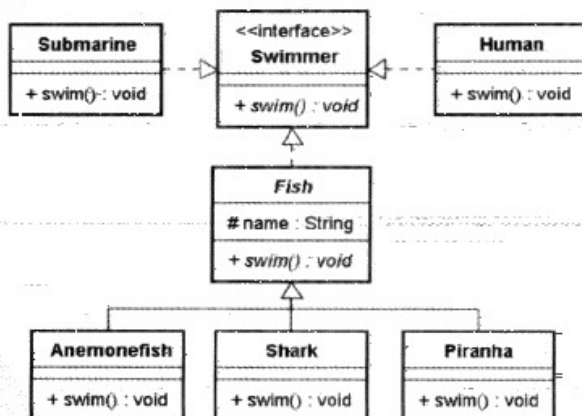 Submarine
+ swim() : void
<<interface>>
Swimmer
+ swim() : void
Human
+ swim() : void
Fish
# name : String
+ swim() : void
Anemonefish
+ swim() : void
Shark
+ swim() : void
Piranha
+ swim() : void